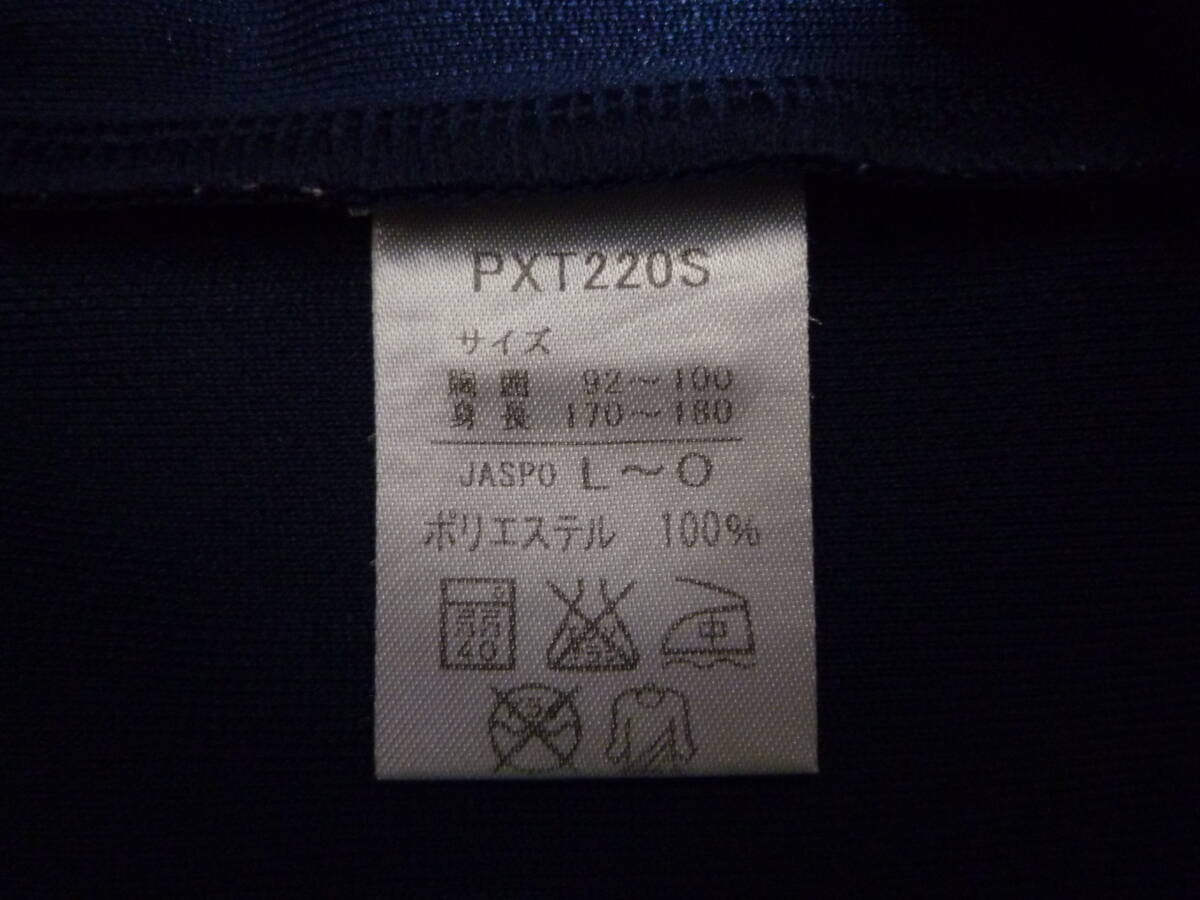 PXT220S
サイズ
胸囲 92〜100
身長 170〜180
JASPO L〜O
ポリエステル 100%
40
中